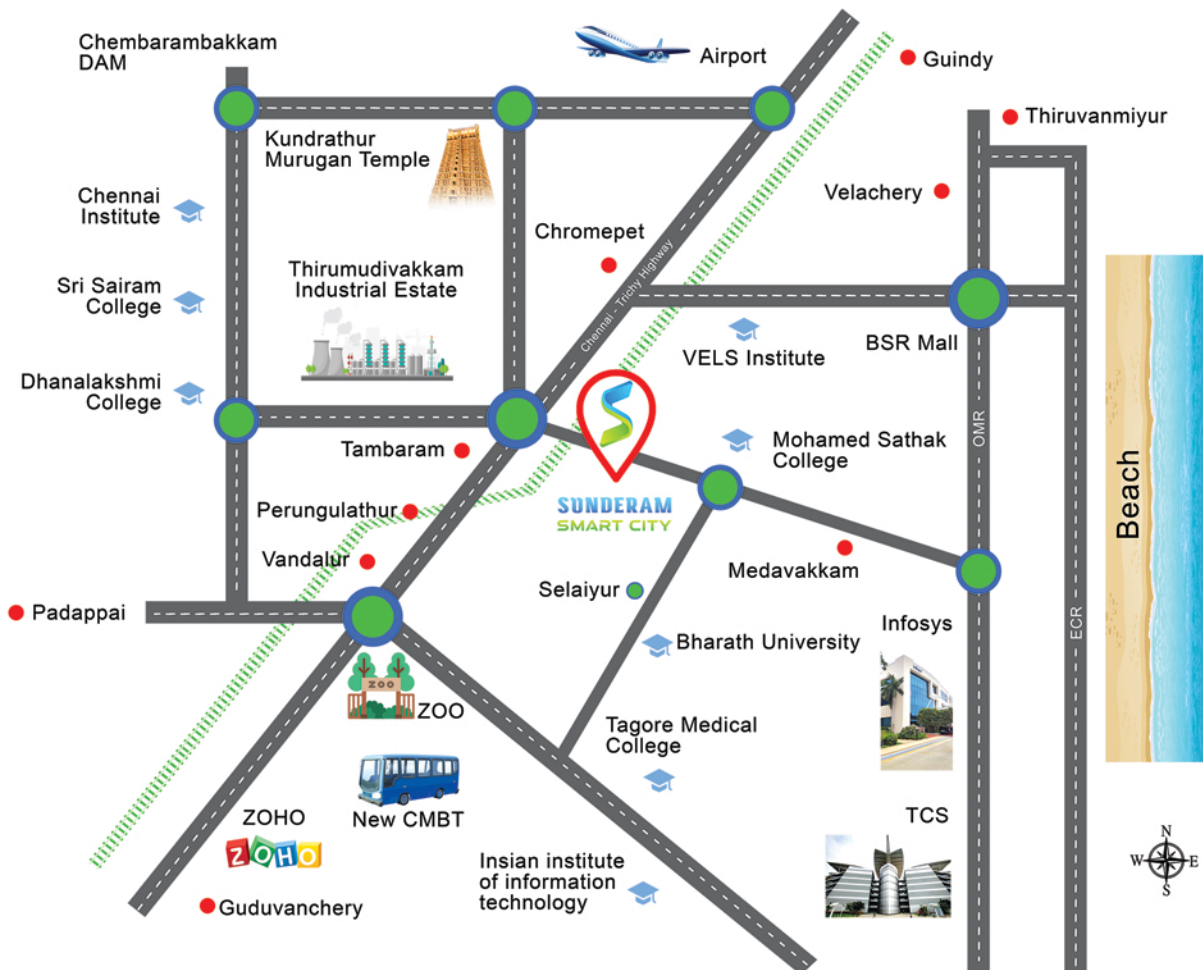 Chembarambakkam
DAM
Airport
Guindy
Thiruvanmiyur
Kundrathur
Murugan Temple
Chennai
Institute
Velachery
Chromepet
Chennai - Trichy Highway
Sri Sairam
College
Thirumudivakkam
Industrial Estate
VELS Institute
BSR Mall
Dhanalakshmi
College
Tambaram
Mohamed Sathak
College
OMR
SUNDERAM
SMART CITY
Beach
Perungulathur
Vandalur
Selaiyur
Medavakkam
Padappai
Infosys
ECR
Bharath University
ZOO
ZOO
Tagore Medical
College
New CMBT
ZOHO
ZOHO
TCS
Insian institute
of information
technology
Guduvanchery
N
W E
S